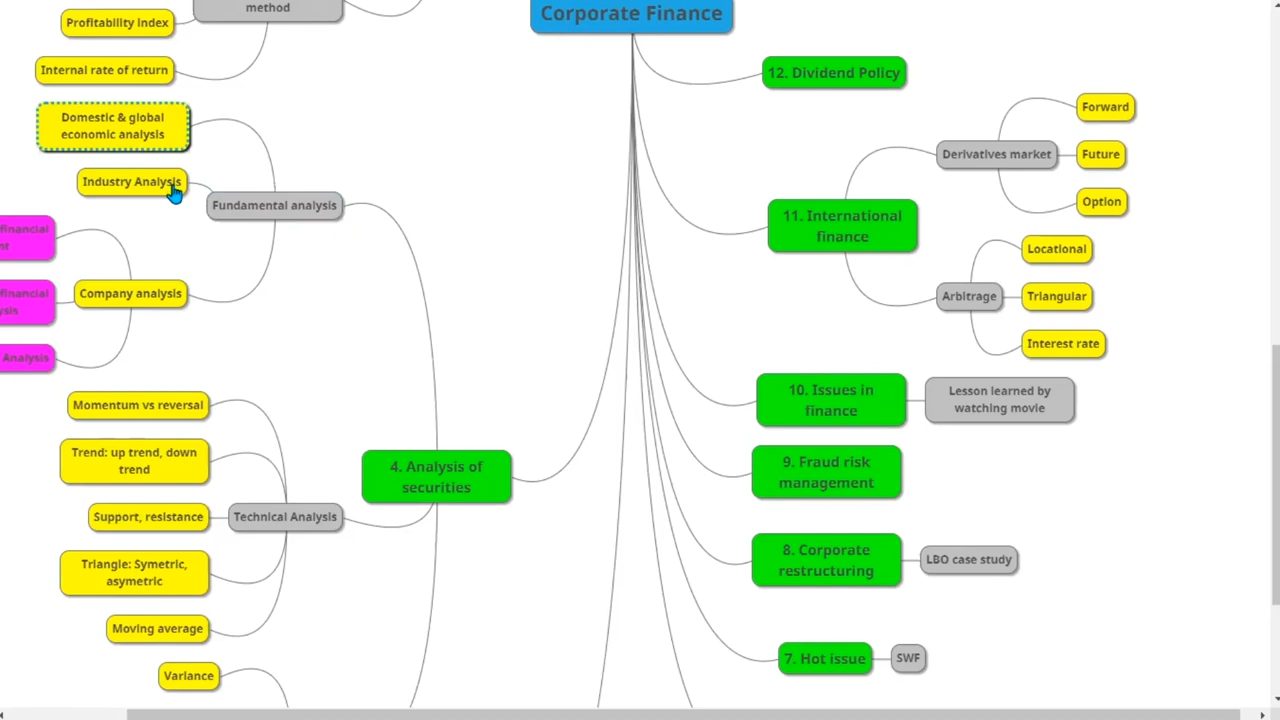 Corporate Finance
method
Profitability index
Internal rate of return
Domestic & global
economic analysis
Industry Analysis
Fundamental analysis
financial
nt
financial
ysis
Analysis
Company analysis
Momentum vs reversal
Trend: up trend, down
trend
Support, resistance
Technical Analysis
Triangle: Symetric,
asymetric
Moving average
Variance
4. Analysis of
securities
12. Dividend Policy
11. International
finance
Derivatives market
Forward
Future
Option
Arbitrage
Locational
Triangular
Interest rate
10. Issues in
finance
Lesson learned by
watching movie
9. Fraud risk
management
8. Corporate
restructuring
LBO case study
7. Hot issue
SWF